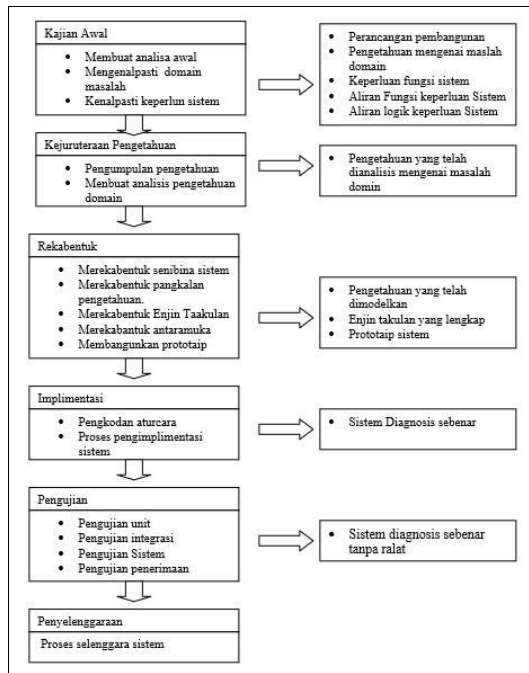 Kajian Awal
• Membuat analisa awal
• Mengenalpasti domain
masalah
• Kenalpasti keperlun sistem
• Perancangan pembangunan
• Pengetahuan mengenai maslah
domain
• Keperluan fungsi sistem
• Aliran Fungsi keperluan Sistem
• Aliran logik keperluan Sistem
Kejuruteraan Pengetahuan
• Pengumpulan pengetahuan
• Menbuat analisis pengetahuan
domain
• Pengetahuan yang telah
dianalisis mengenai masalah
domin
Rekabentuk
• Merekabentuk senibina sistem
• Merekabentuk pangkalan
pengetahuan.
• Merekabentuk Enjin Taakulan
• Merekabantuk antaramuka
• Membangunkan prototaip
• Pengetahuan yang telah
dimodelkan
• Enjin takulan yang lengkap
• Prototaip sistem
Implimentasi
• Pengkodan aturcara
• Proses pengimplimentasi
sistem
• Sistem Diagnosis sebenar
Pengujian
• Pengujian unit
• Pengujian integrasi
• Pengujian Sistem
• Pengujian penerimaan
• Sistem diagnosis sebenar
tanpa ralat
Penyelenggaraan
Proses selenggara sistem